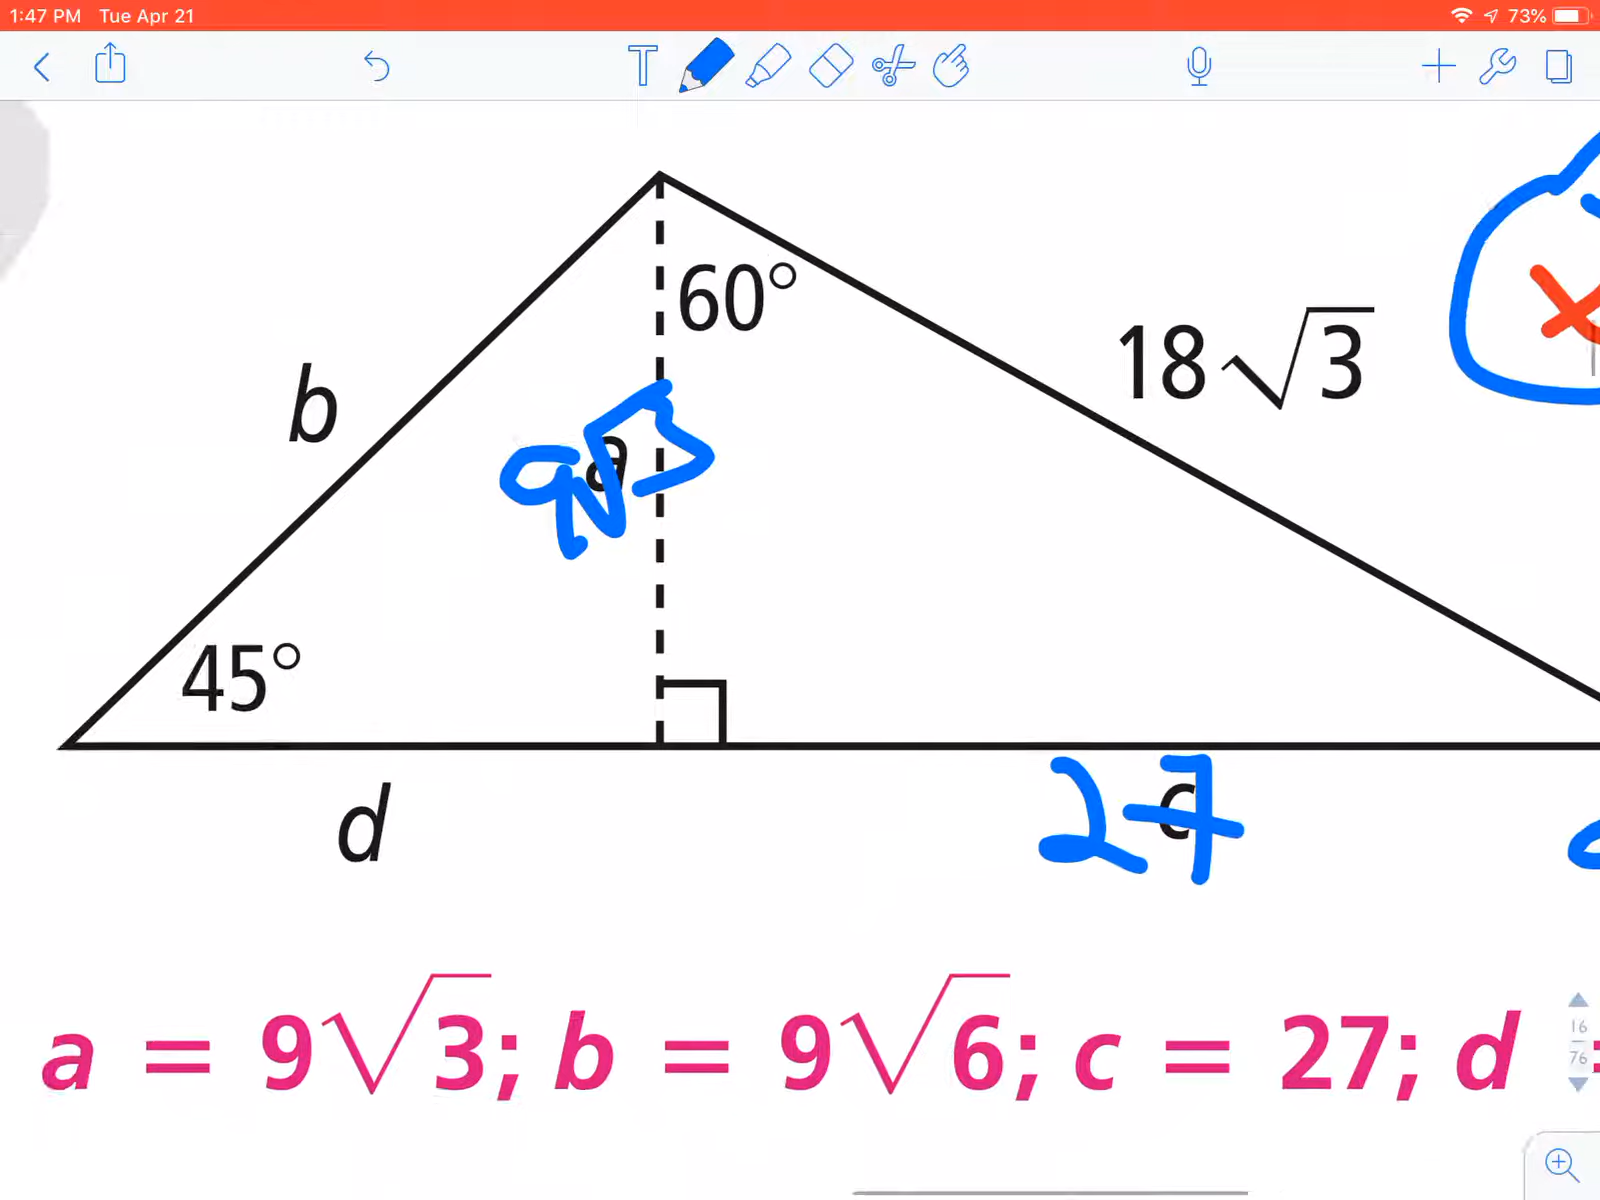 1:47 PM Tue Apr 21 73%
T
60°
18√3
b
a
9√3
45°
d
c
27
a = 9√3; b = 9√6; c = 27; d =
16
76